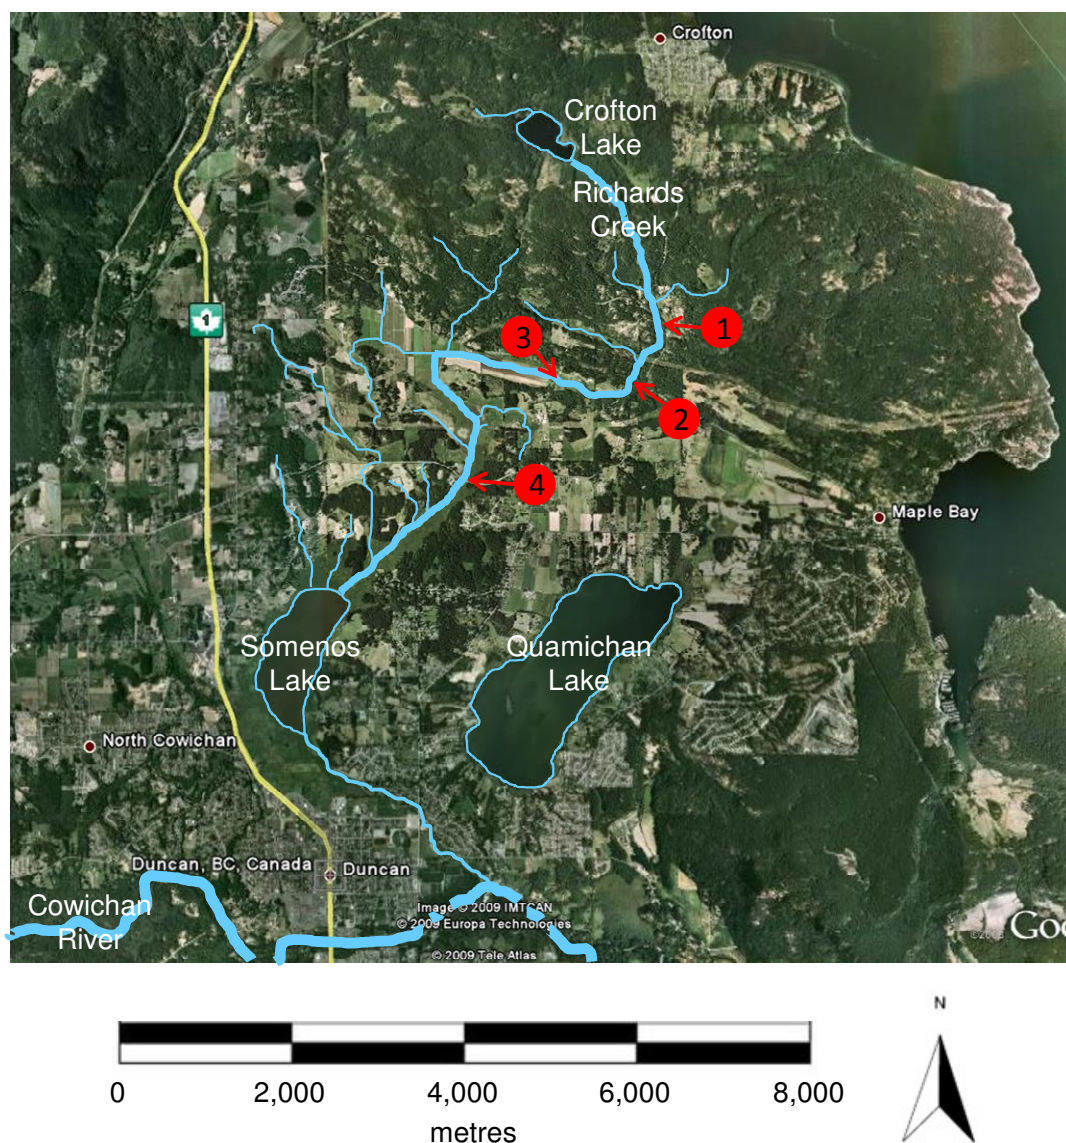 Crofton
Crofton
Lake
Richards
Creek
1
1
3
2
4
Maple Bay
Somenos
Lake
Quamichan
Lake
North Cowichan
Duncan, BC, Canada
Duncan
Cowichan
River
Image © 2009 IMTCAN
© 2009 Europa Technologies
© 2009 Tele Atlas
Goo
N
0 2,000 4,000 6,000 8,000
metres